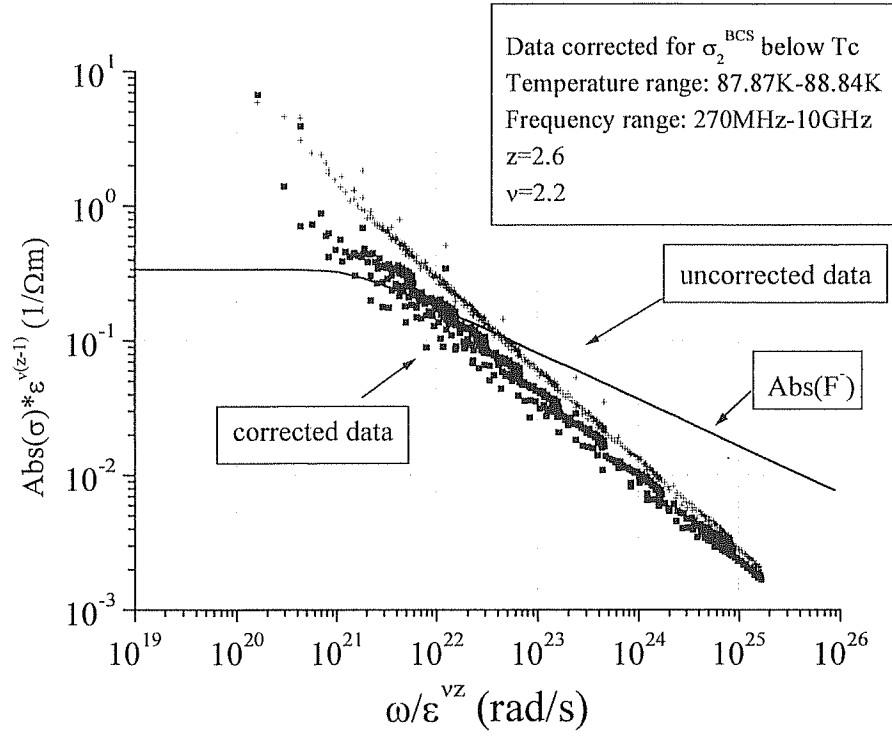 Data corrected for σ₂ᴮᶜˢ below Tc
Temperature range: 87.87K-88.84K
Frequency range: 270MHz-10GHz
z=2.6
ν=2.2
10¹
10⁰
10⁻¹
10⁻²
10⁻³
Abs(σ)*ε^ν(z-1) (1/Ωm)
uncorrected data
Abs(F⁻)
corrected data
10¹⁹ 10²⁰ 10²¹ 10²² 10²³ 10²⁴ 10²⁵ 10²⁶
ω/ε^νz (rad/s)